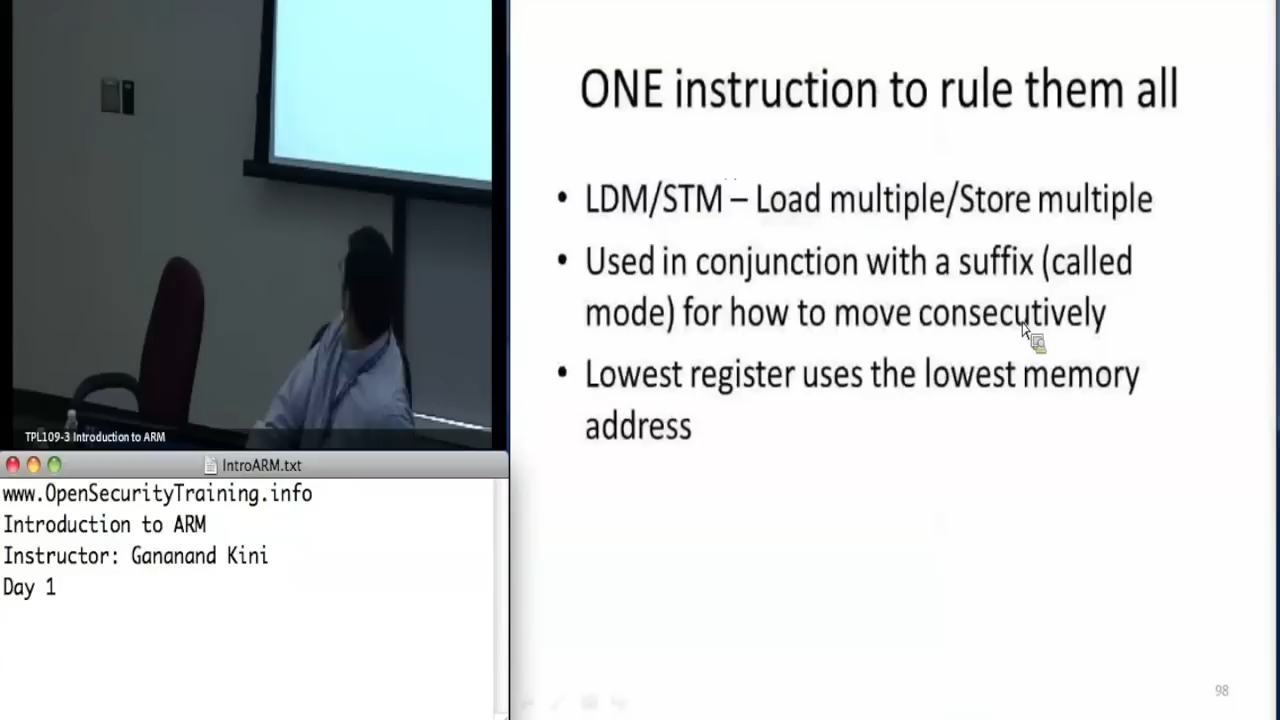 ONE instruction to rule them all
• LDM/STM – Load multiple/Store multiple
• Used in conjunction with a suffix (called
mode) for how to move consecutively
• Lowest register uses the lowest memory
address
98
TPL109-3 Introduction to ARM
IntroARM.txt
www.OpenSecurityTraining.info
Introduction to ARM
Instructor: Gananand Kini
Day 1